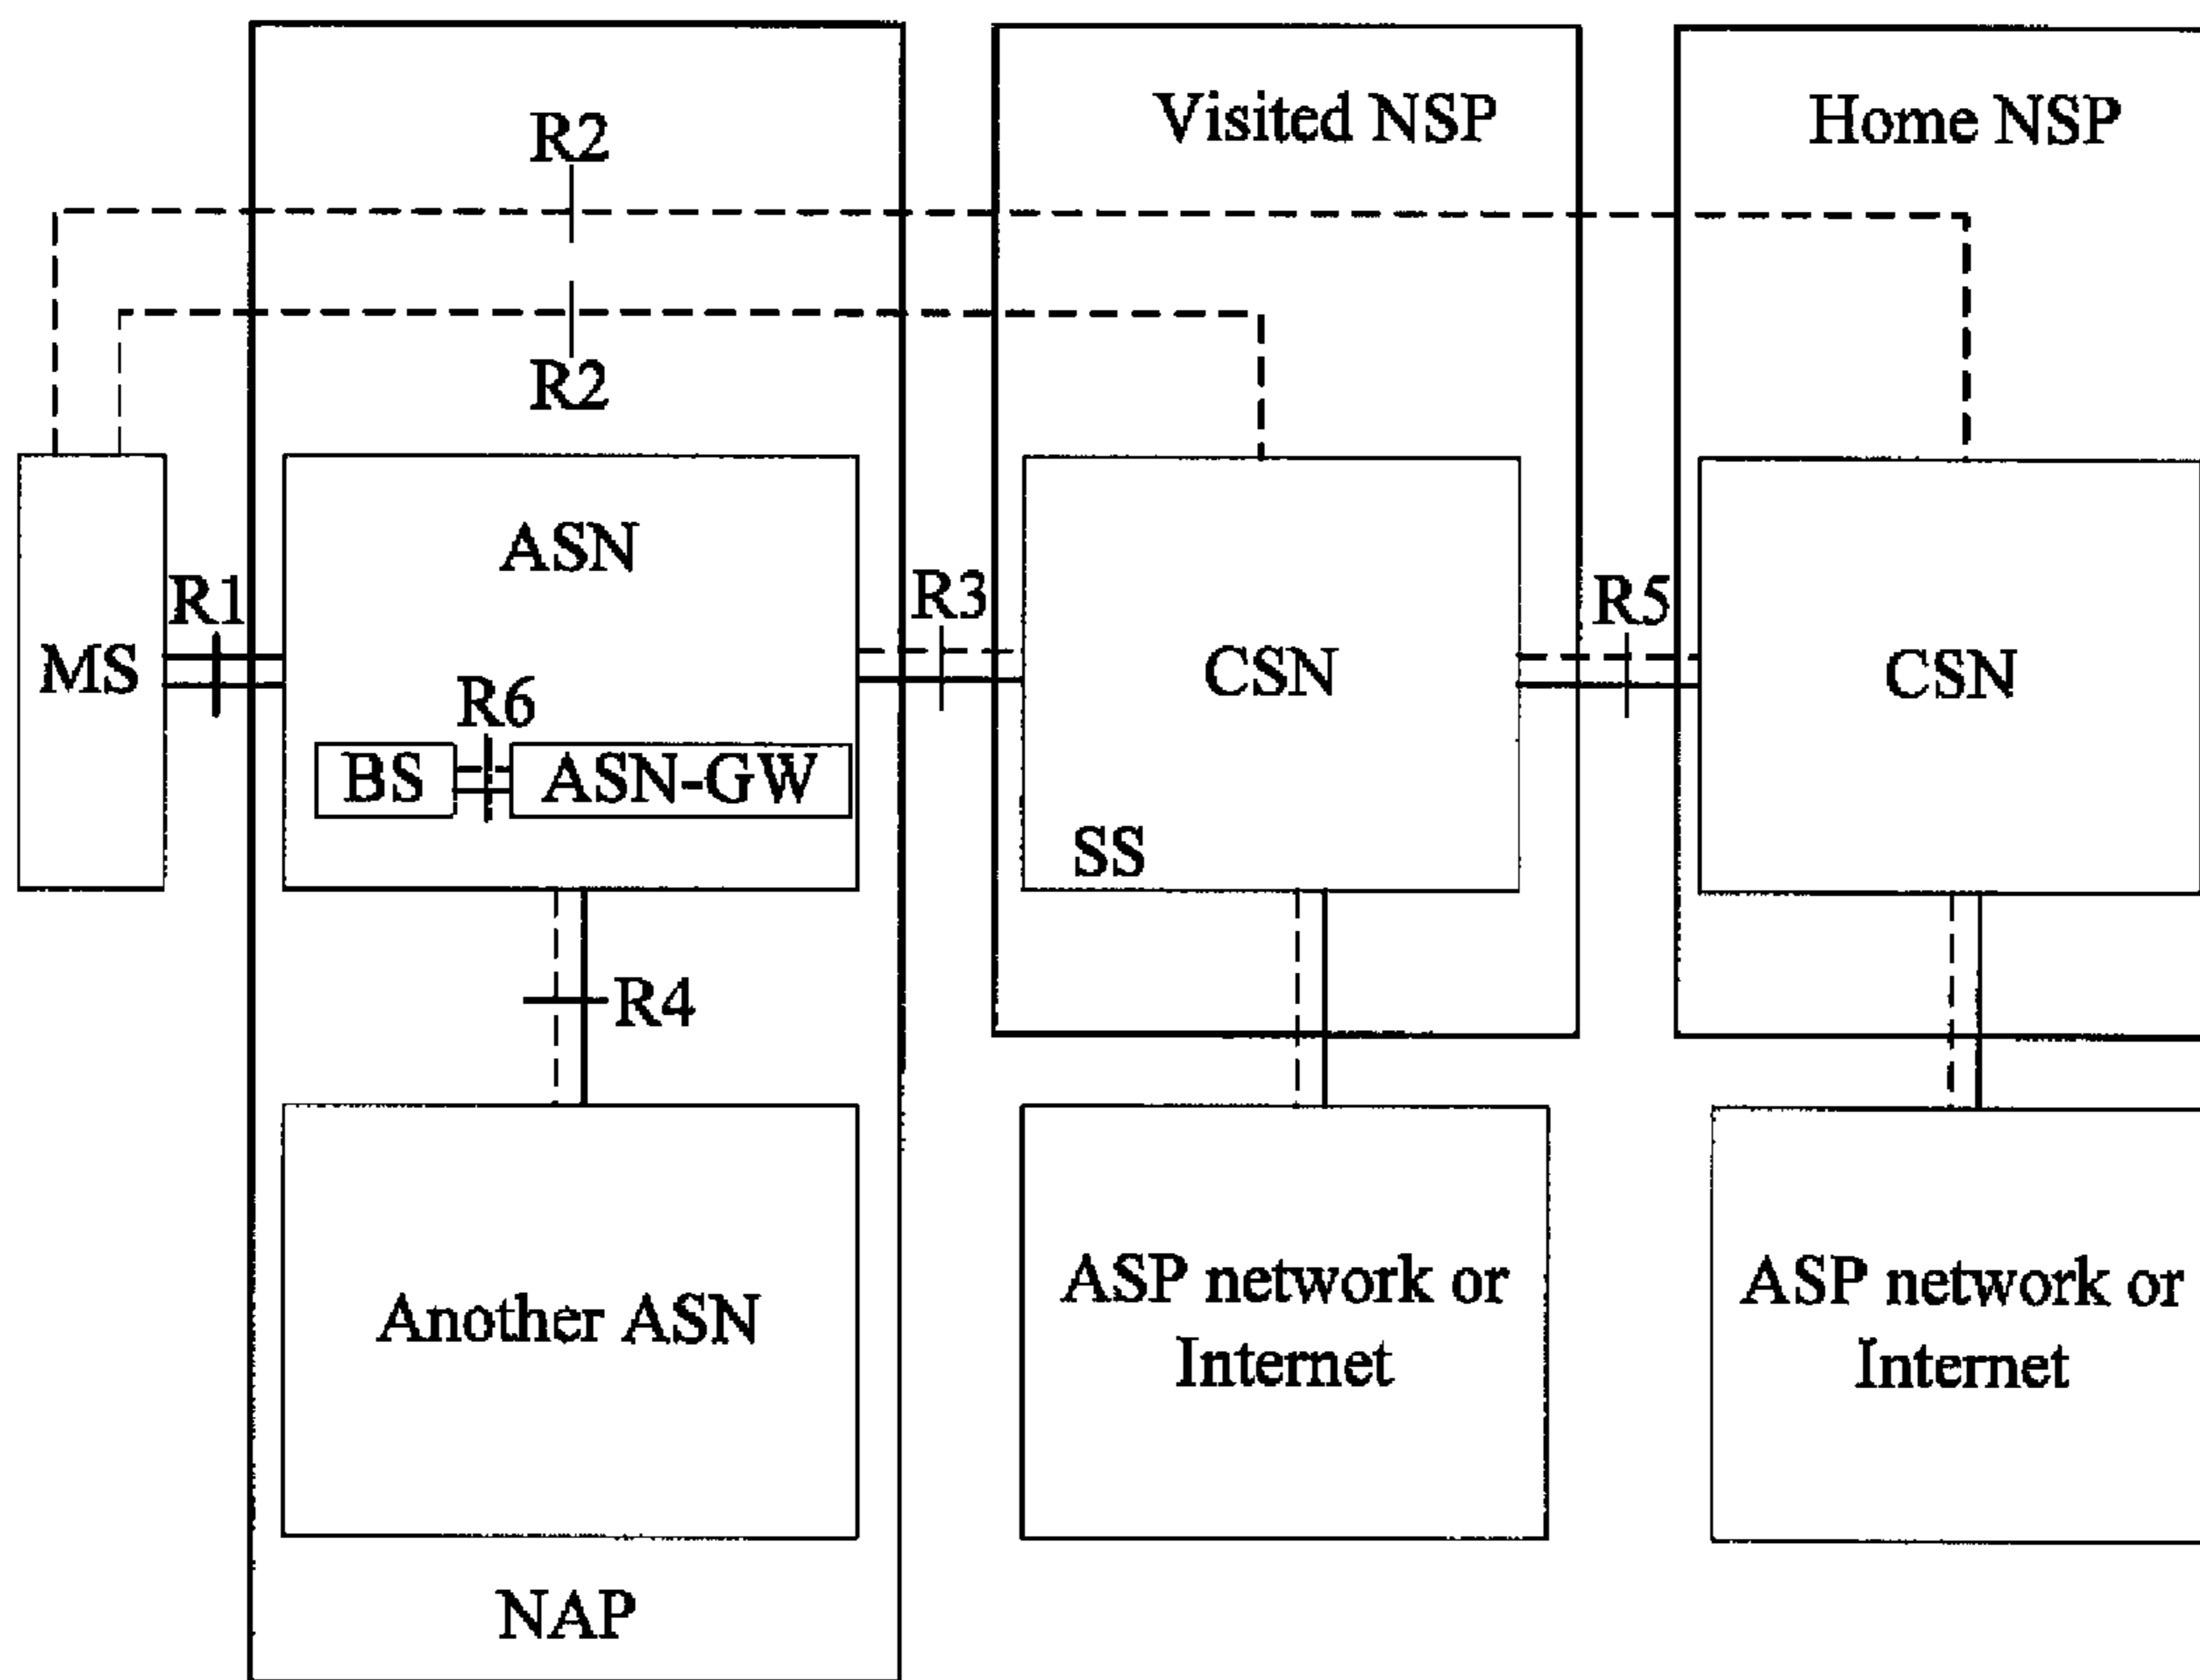 R2
Visited NSP
Home NSP
R2
ASN
R1
R3
R5
MS
CSN
CSN
R6
BS
ASN-GW
SS
R4
Another ASN
ASP network or
Internet
ASP network or
Internet
NAP